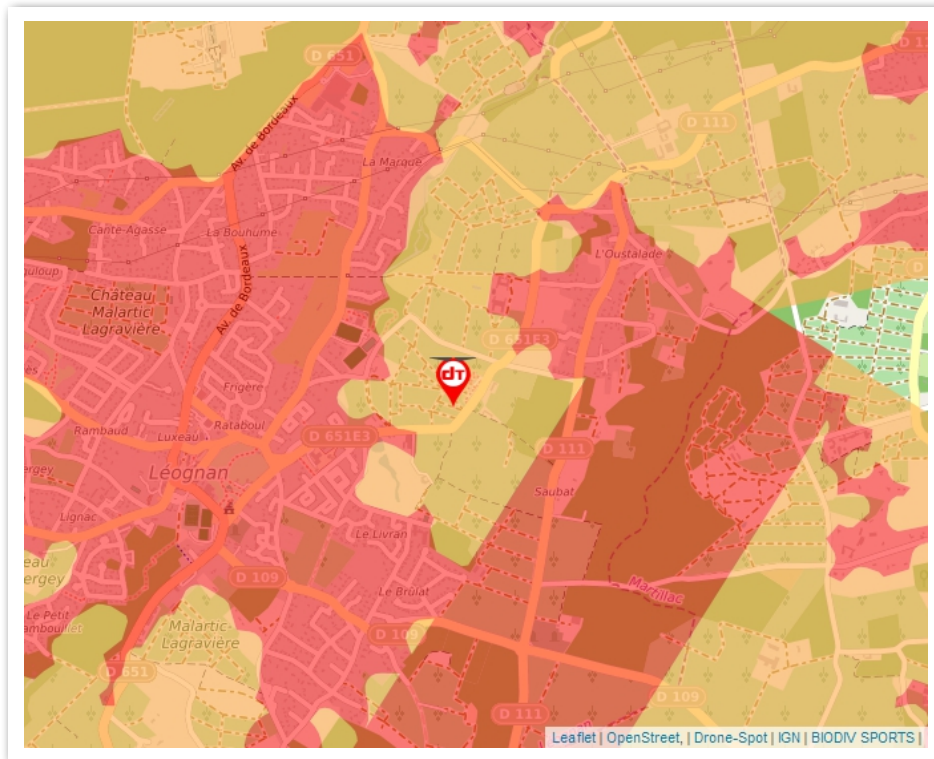 D 651
D 111
Av. de Bordeaux
La Marque
Cante-Agasse
La Bouhume
L'Oustalade
Château
Malartic
Lagravière
Av. de Bordeaux
D 651E3
Frigère
Rambaud
Luxeau
Rataboul
D 651E3
D 111
Léognan
Saubat
Lignac
Le Livran
D 109
Le Brûlat
Martillac
Le Petit
Malartic-
Lagravière
D 109
D 651
D 109
D 111
Leaflet | OpenStreet, | Drone-Spot | IGN | BIODIV SPORTS |